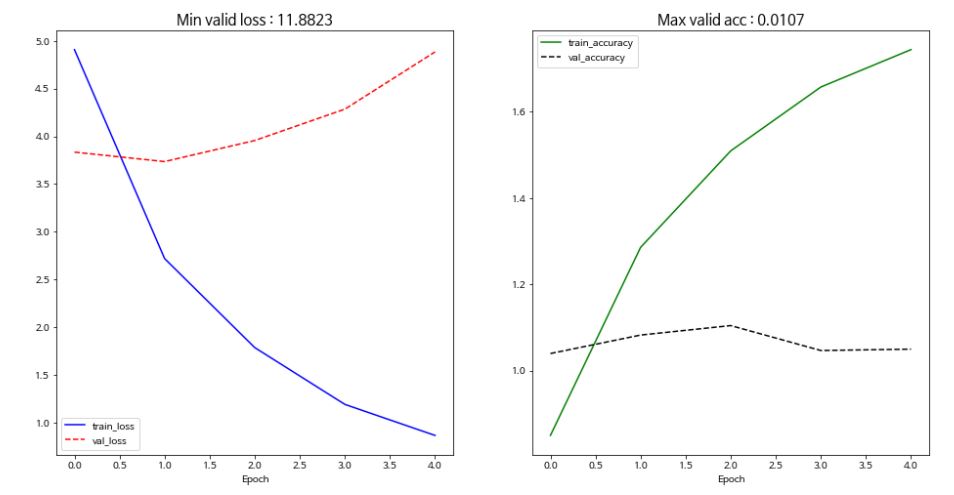 Min valid loss : 11.8823
5.0
4.5
4.0
3.5
3.0
2.5
2.0
1.5
1.0
train_loss
val_loss
0.0 0.5 1.0 1.5 2.0 2.5 3.0 3.5 4.0
Epoch
Max valid acc : 0.0107
train_accuracy
val_accuracy
1.6
1.4
1.2
1.0
0.0 0.5 1.0 1.5 2.0 2.5 3.0 3.5 4.0
Epoch